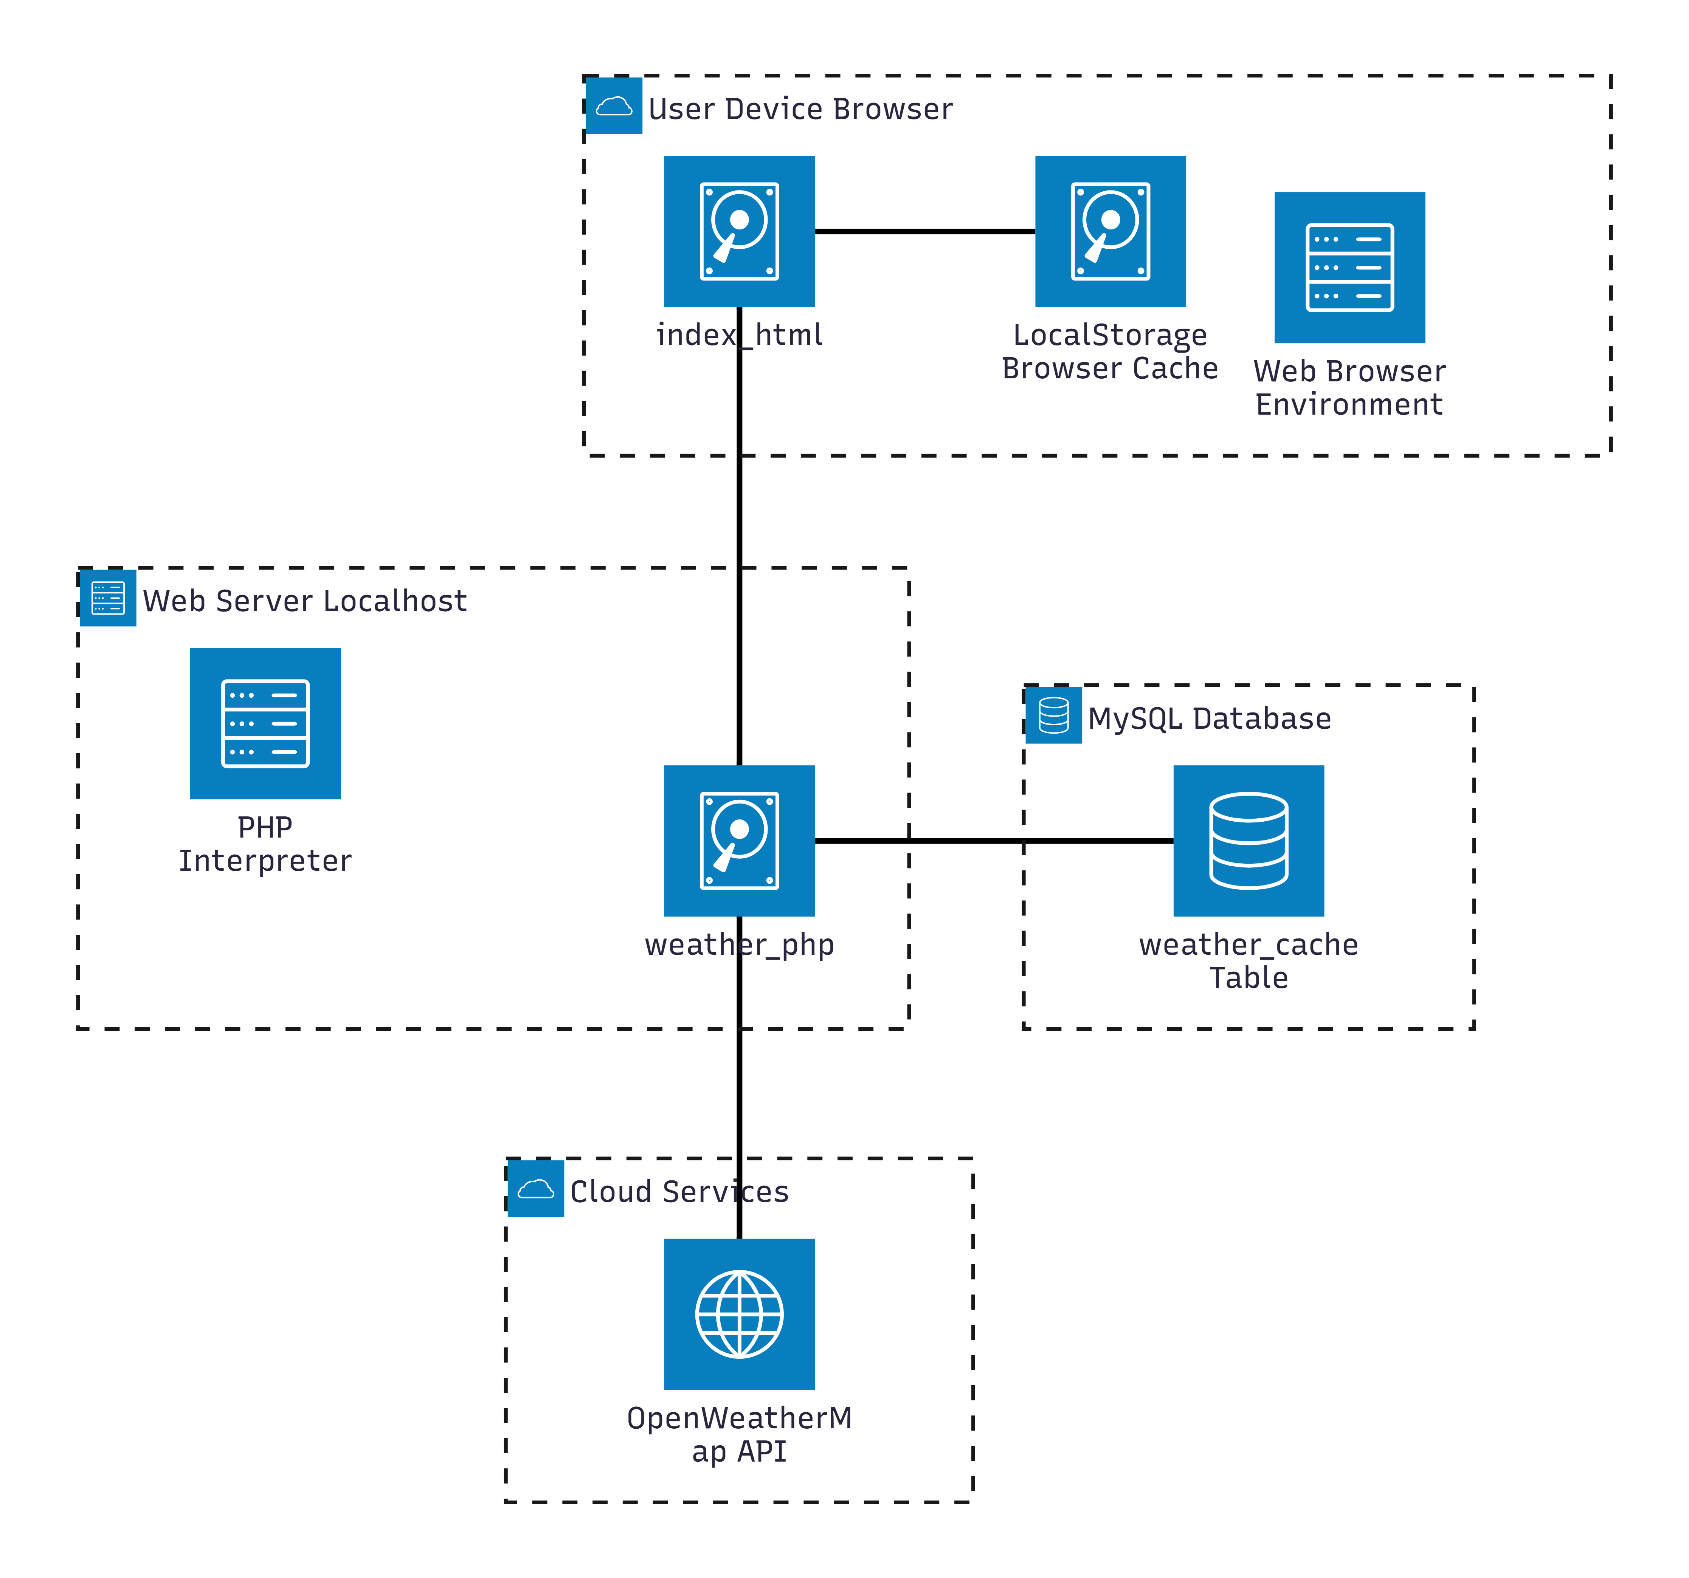 User Device Browser
index_html
LocalStorage
Browser Cache
Web Browser
Environment
Web Server Localhost
PHP
Interpreter
weather_php
MySQL Database
weather_cache
Table
Cloud Services
OpenWeatherM
ap API